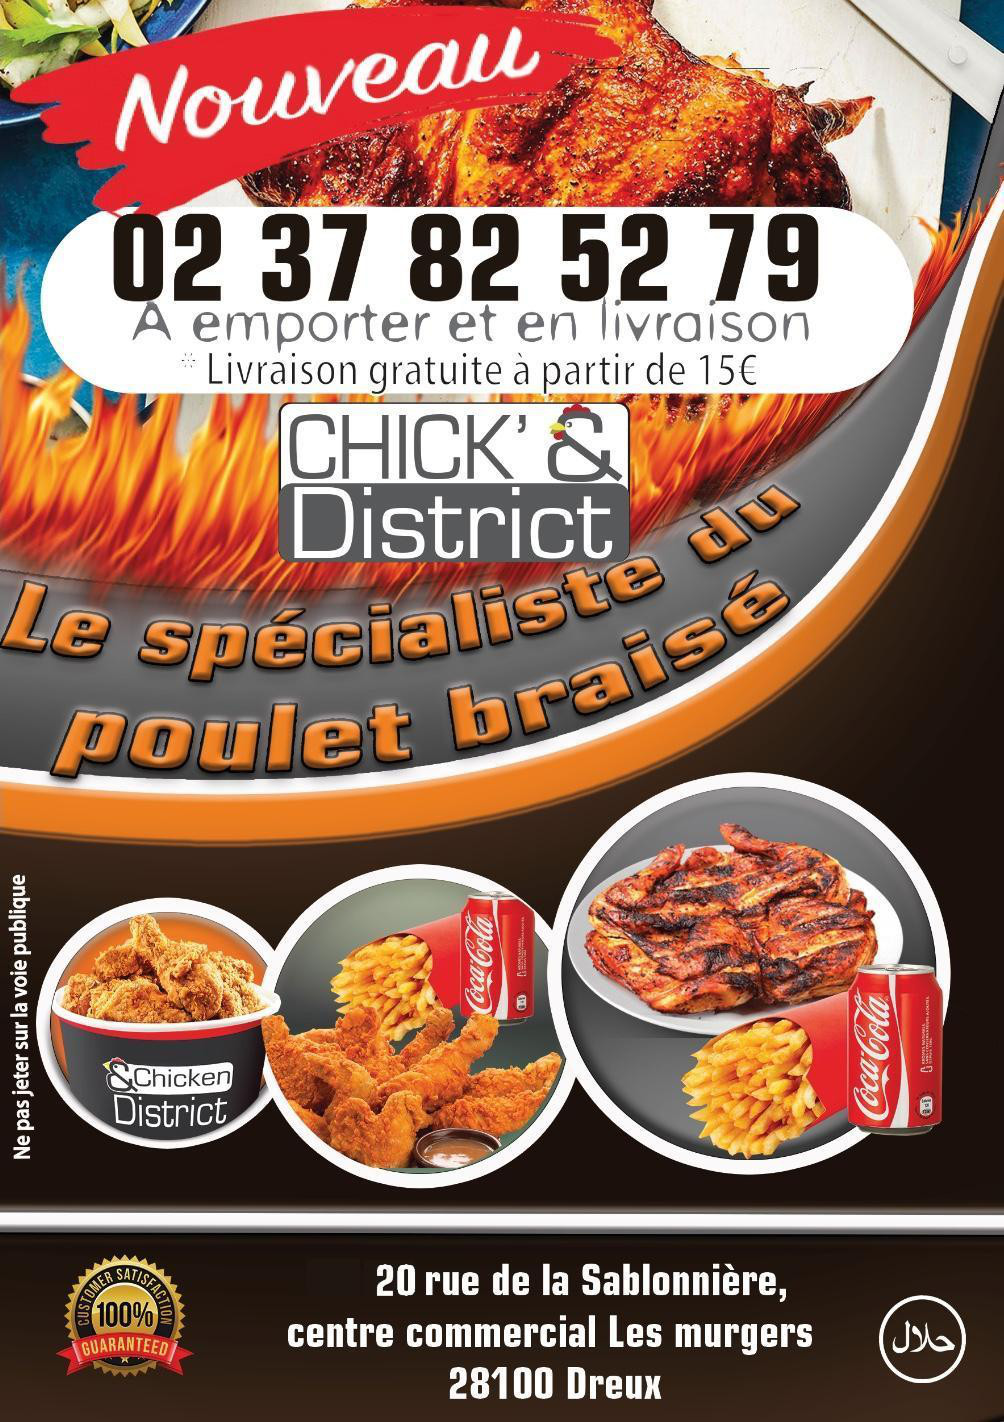 Nouveau
02 37 82 52 79
A emporter et en livraison
* Livraison gratuite à partir de 15€
CHICK' &
District
Le spécialiste du
poulet braisé
Ne pas jeter sur la voie publique
&Chicken
District
Coca-Cola
Coca-Cola
CUSTOMER SATISFACTION
100%
GUARANTEED
20 rue de la Sablonnière,
centre commercial Les murgers
28100 Dreux
حلال